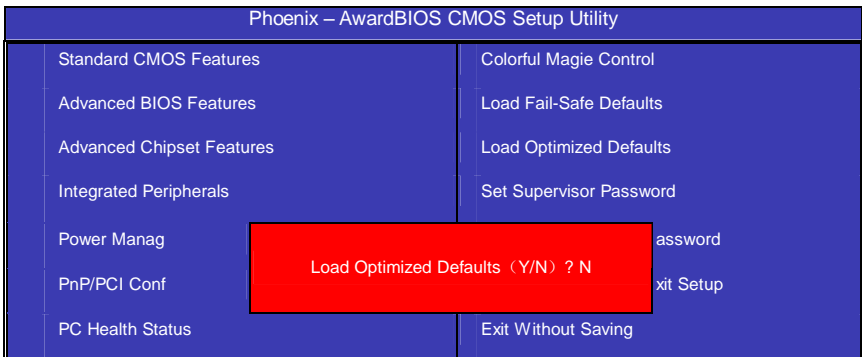 Phoenix – AwardBIOS CMOS Setup Utility
Standard CMOS Features
Advanced BIOS Features
Advanced Chipset Features
Integrated Peripherals
Power Manag
PnP/PCI Conf
PC Health Status
Colorful Magie Control
Load Fail-Safe Defaults
Load Optimized Defaults
Set Supervisor Password
assword
xit Setup
Exit Without Saving
Load Optimized Defaults（Y/N）? N